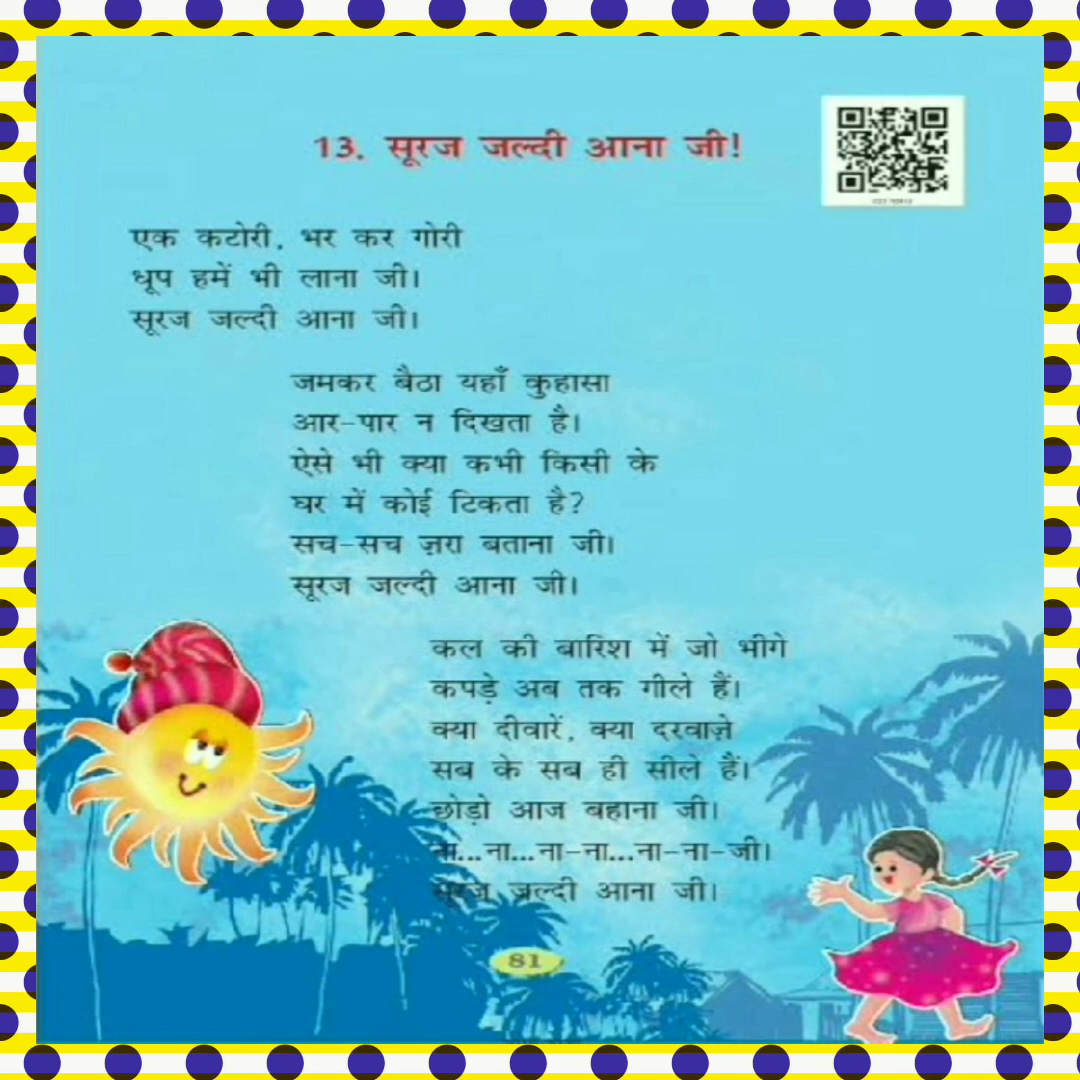 13. सूरज जल्दी आना जी!
एक कटोरी, भर कर गोरी
धूप हमें भी लाना जी।
सूरज जल्दी आना जी।
जमकर बैठा यहाँ कुहासा
आर-पार न दिखता है।
ऐसे भी क्या कभी किसी के
घर में कोई टिकता है?
सच-सच ज़रा बताना जी।
सूरज जल्दी आना जी।
कल की बारिश में जो भीगे
कपड़े अब तक गीले हैं।
क्या दीवारें, क्या दरवाज़े
सब के सब ही सीले हैं।
छोड़ो आज बहाना जी।
ना...ना...ना-ना...ना-ना-जी।
सूरज जल्दी आना जी।
81